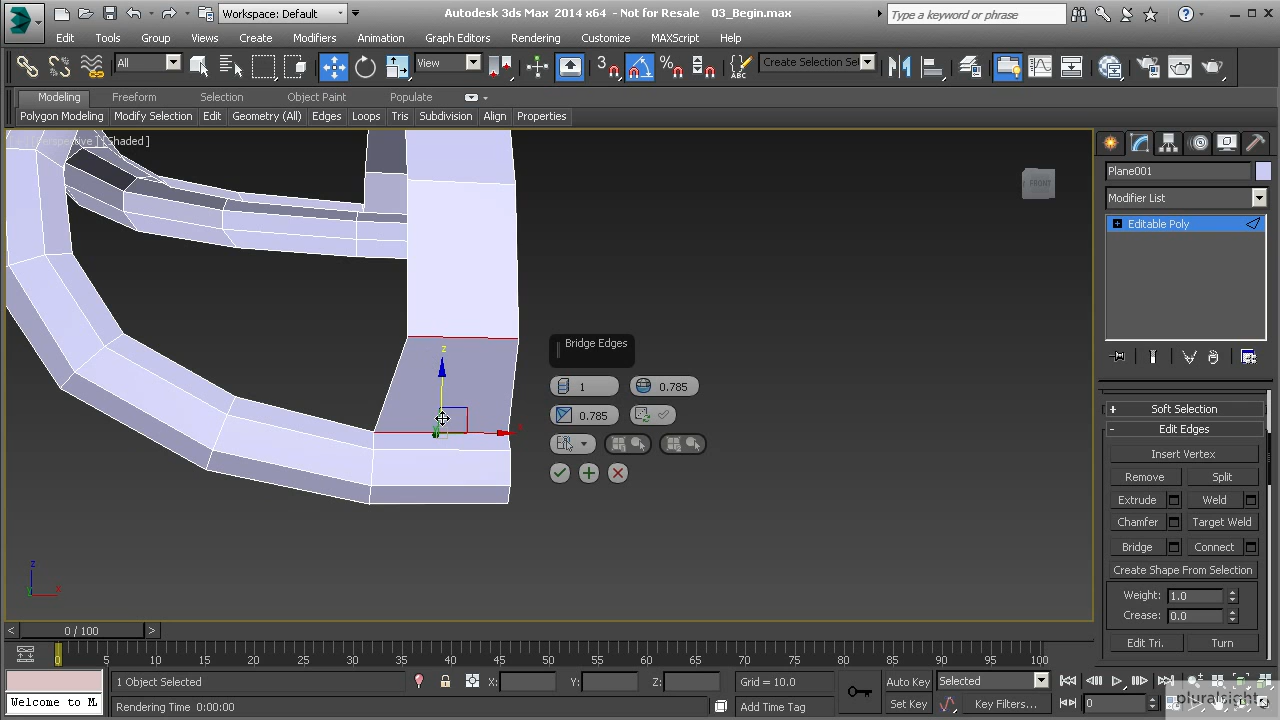 Workspace: Default
Autodesk 3ds Max 2014 x64 - Not for Resale 03_Begin.max
Type a keyword or phrase
Edit Tools Group Views Create Modifiers Animation Graph Editors Rendering Customize MAXScript Help
All
View
3
Create Selection Se
Modeling Freeform Selection Object Paint Populate
Polygon Modeling Modify Selection Edit Geometry (All) Edges Loops Tris Subdivision Align Properties
[Shaded ]
FRONT
Plane001
Modifier List
Editable Poly
Bridge Edges
1
0.785
0.785
z
x
z
x
+ Soft Selection
- Edit Edges
Insert Vertex
Remove Split
Extrude Weld
Chamfer Target Weld
Bridge Connect
Create Shape From Selection
Weight: 1.0
Crease: 0.0
Edit Tri. Turn
< 0 / 100 >
0 5 10 15 20 25 30 35 40 45 50 55 60 65 70 75 80 85 90 95 100
1 Object Selected
X: Y: Z:
Grid = 10.0
Auto Key Selected
Welcome to M
Rendering Time 0:00:00
Add Time Tag
Set Key
Key Filters...
0
pluralsight